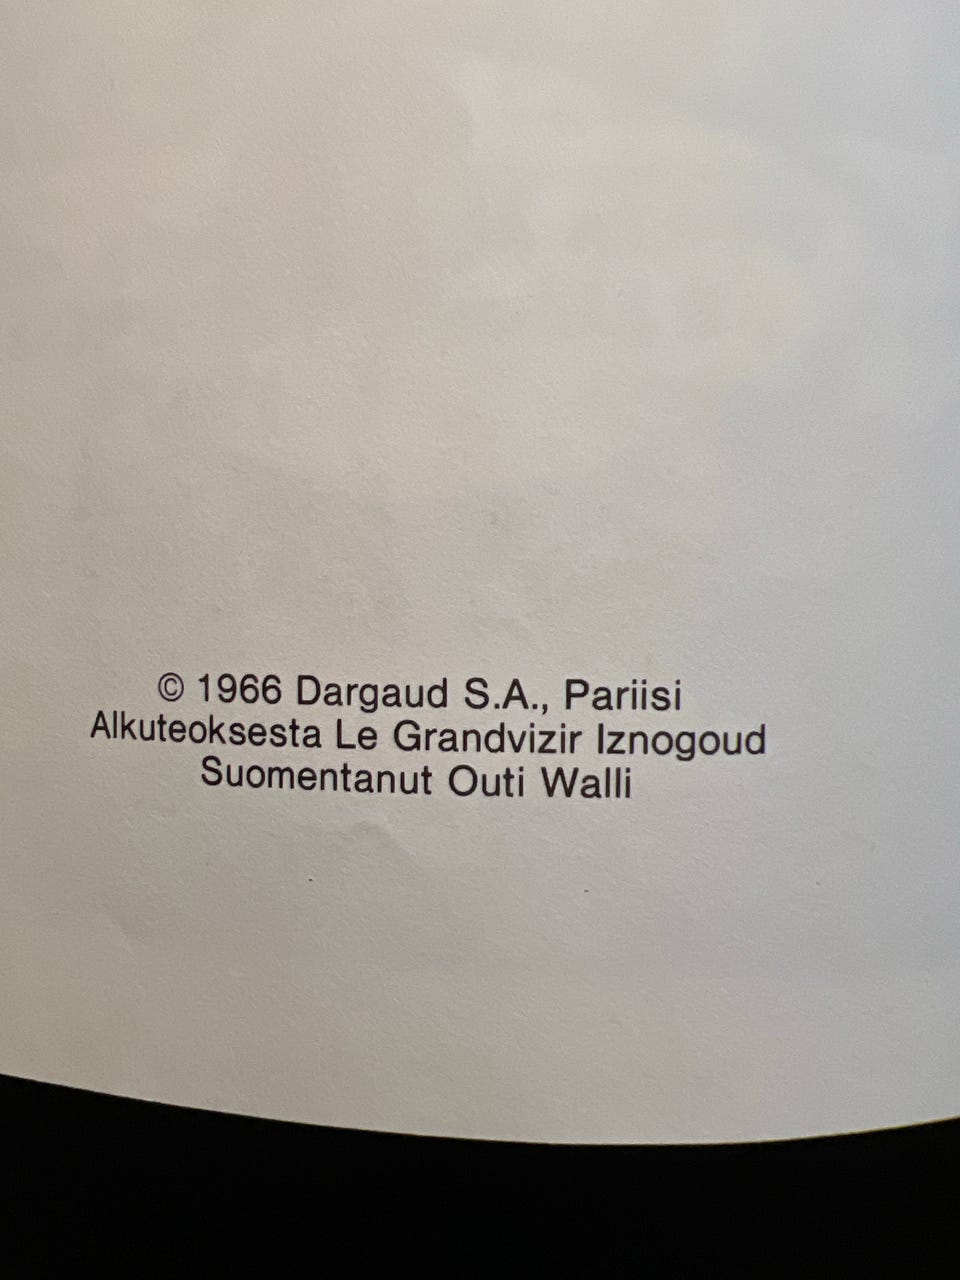 © 1966 Dargaud S.A., Pariisi
Alkuteoksesta Le Grandvizir Iznogoud
Suomentanut Outi Walli